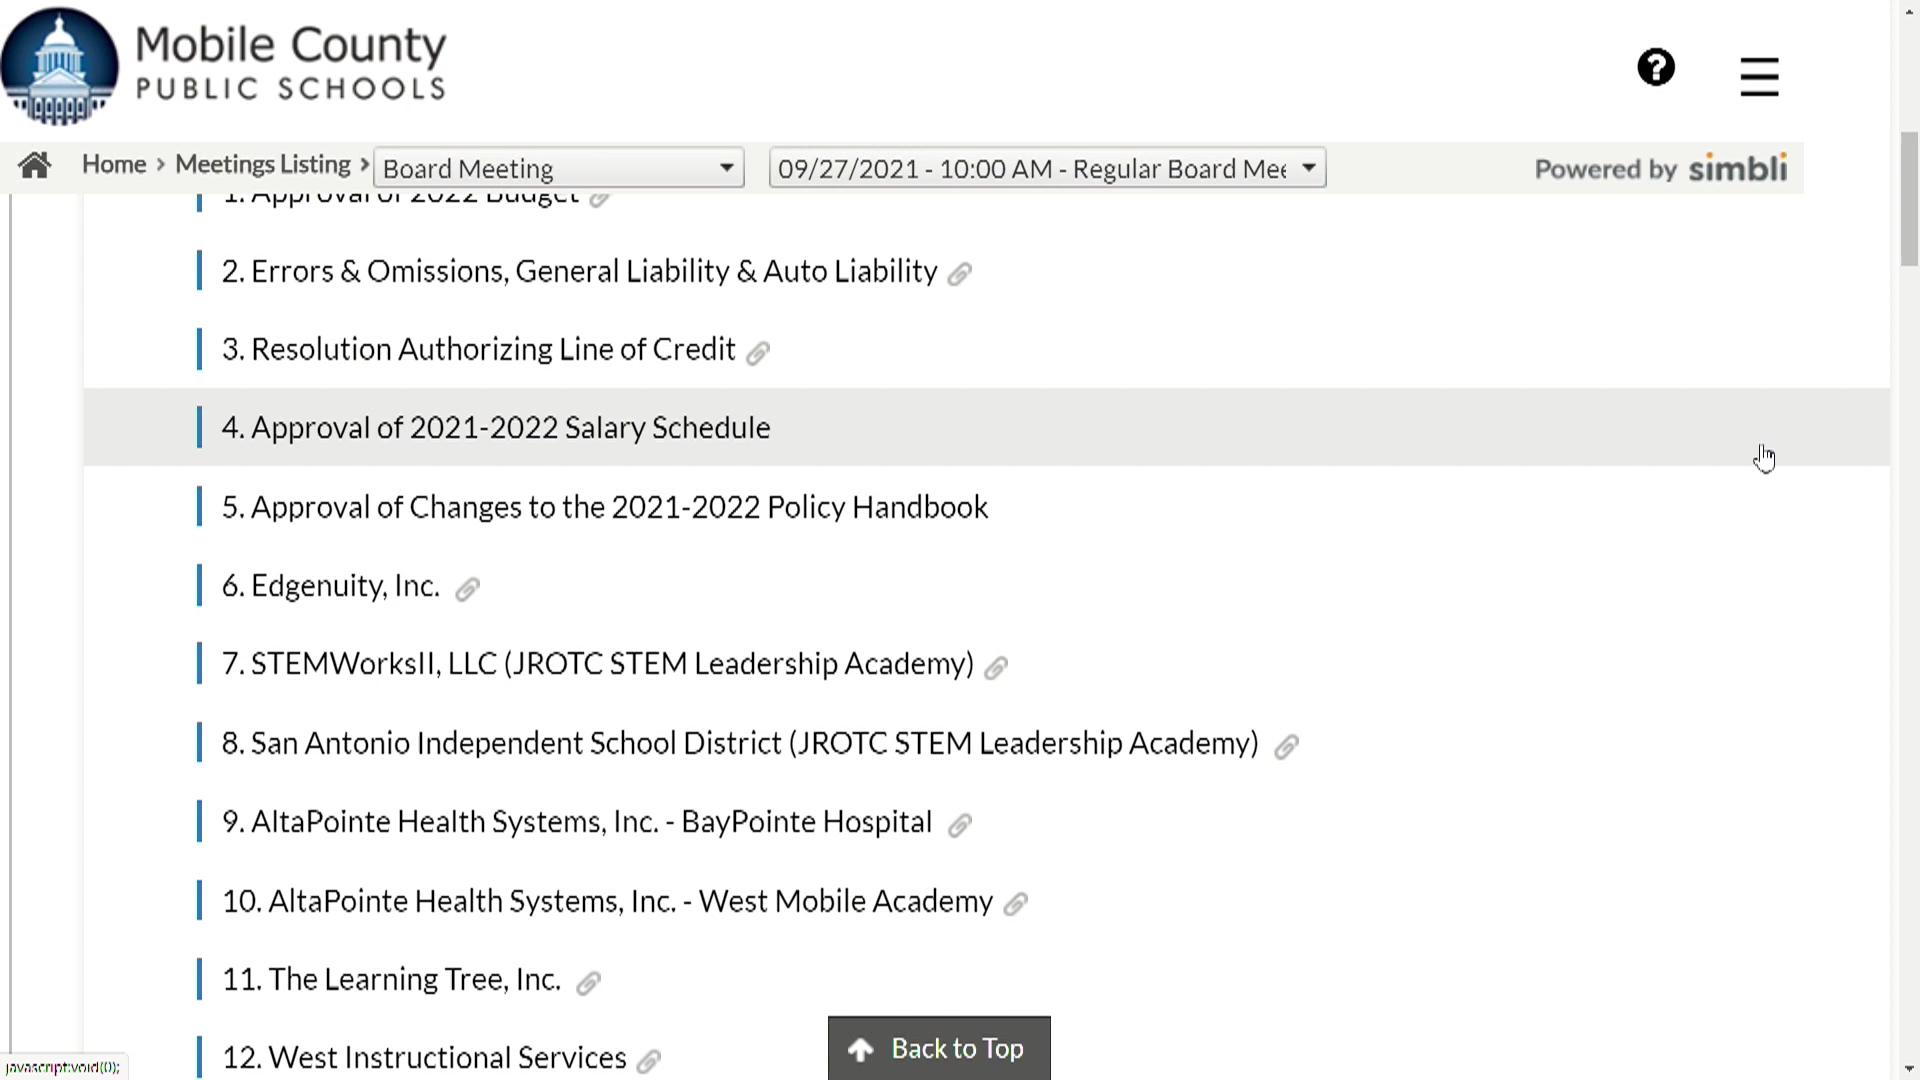 Mobile County
PUBLIC SCHOOLS
?
Home > Meetings Listing > Board Meeting 09/27/2021 - 10:00 AM - Regular Board Mee Powered by simbli
1. Approval of 2022 Budget
2. Errors & Omissions, General Liability & Auto Liability
3. Resolution Authorizing Line of Credit
4. Approval of 2021-2022 Salary Schedule
5. Approval of Changes to the 2021-2022 Policy Handbook
6. Edgenuity, Inc.
7. STEMWorksII, LLC (JROTC STEM Leadership Academy)
8. San Antonio Independent School District (JROTC STEM Leadership Academy)
9. AltaPointe Health Systems, Inc. - BayPointe Hospital
10. AltaPointe Health Systems, Inc. - West Mobile Academy
11. The Learning Tree, Inc.
Back to Top
12. West Instructional Services
javascript:void(0);